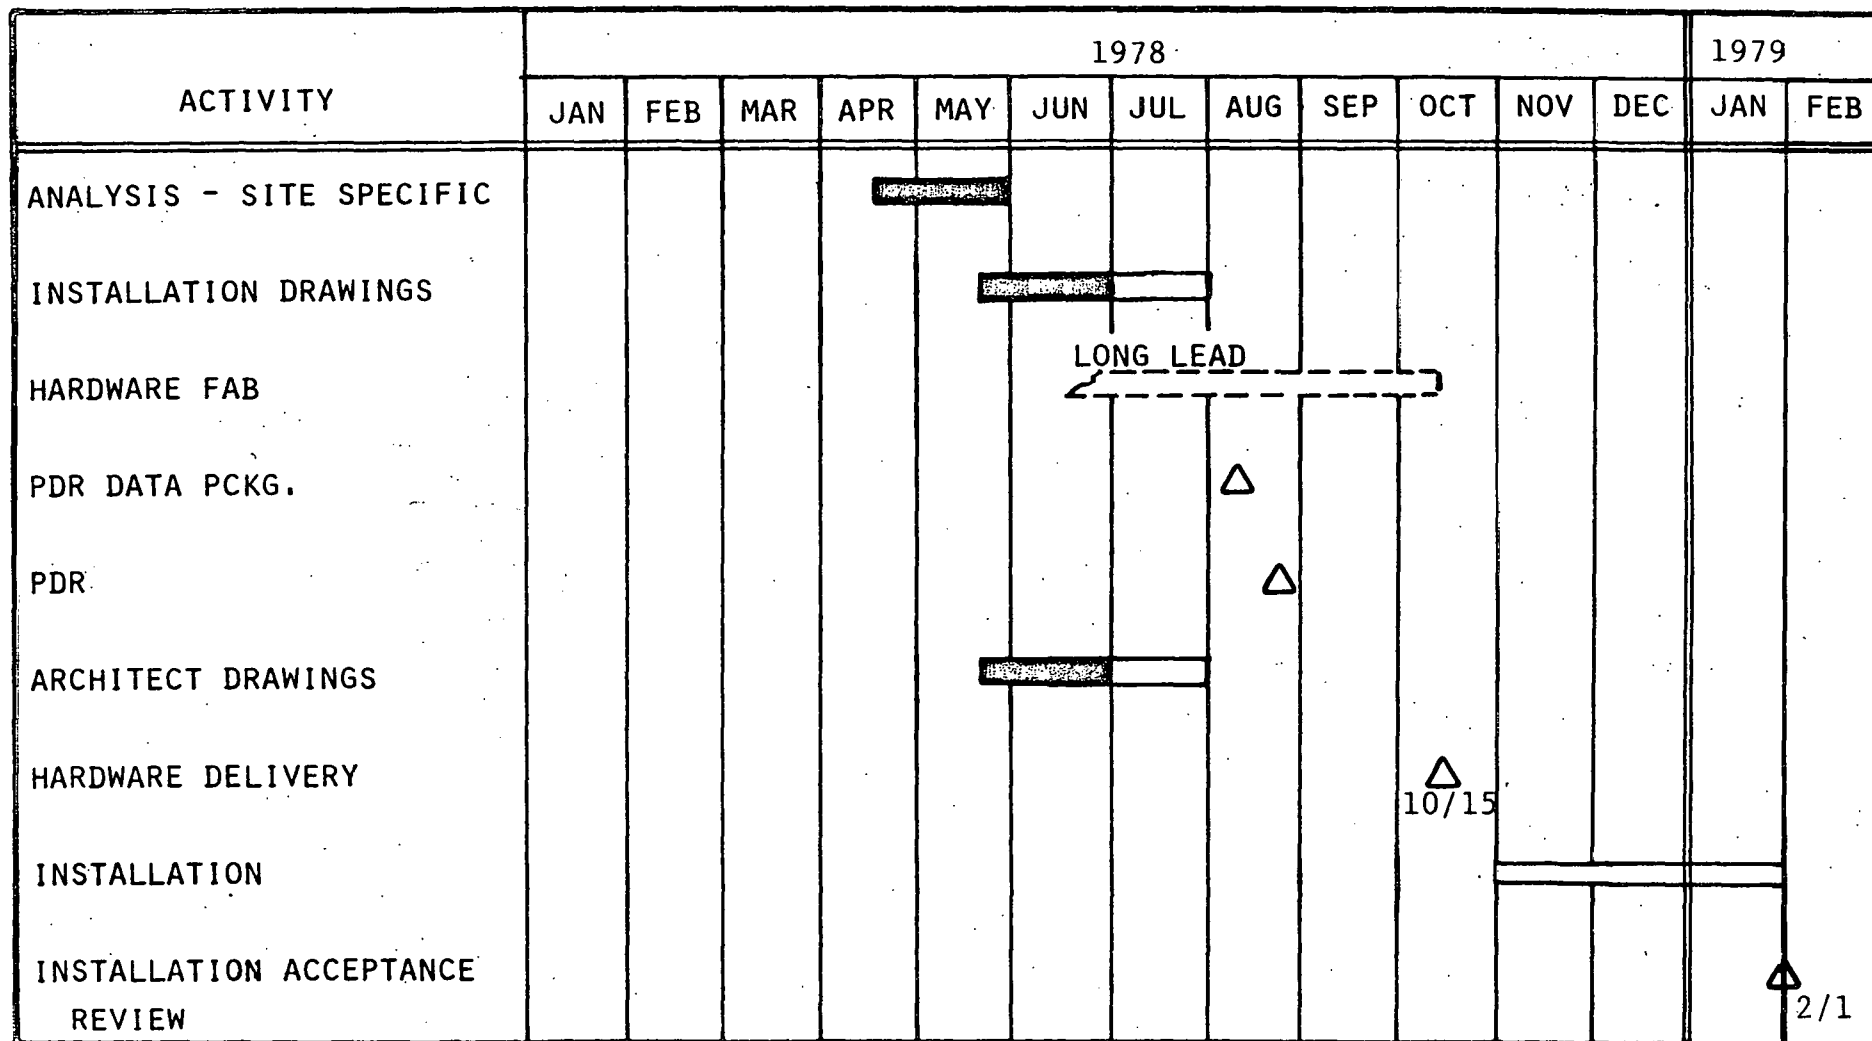 1978 1979
ACTIVITY JAN FEB MAR APR MAY JUN JUL AUG SEP OCT NOV DEC JAN FEB
ANALYSIS - SITE SPECIFIC
INSTALLATION DRAWINGS
LONG LEAD
HARDWARE FAB
PDR DATA PCKG.
PDR
ARCHITECT DRAWINGS
HARDWARE DELIVERY
10/15
INSTALLATION
INSTALLATION ACCEPTANCE
REVIEW
2/1